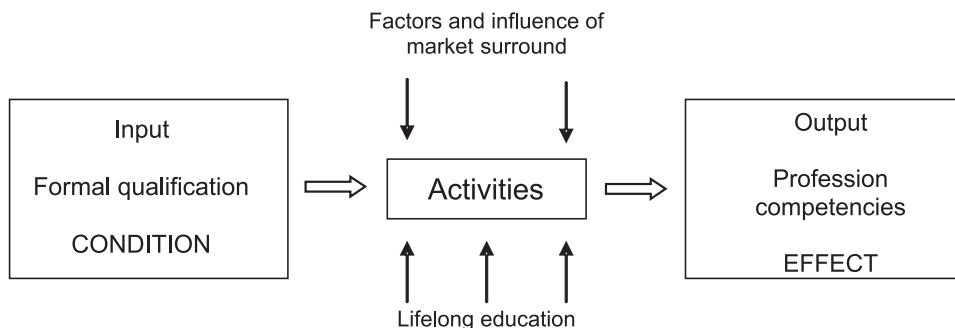 Factors and influence of
market surround
Input
Formal qualification
CONDITION
Activities
Output
Profession
competencies
EFFECT
Lifelong education